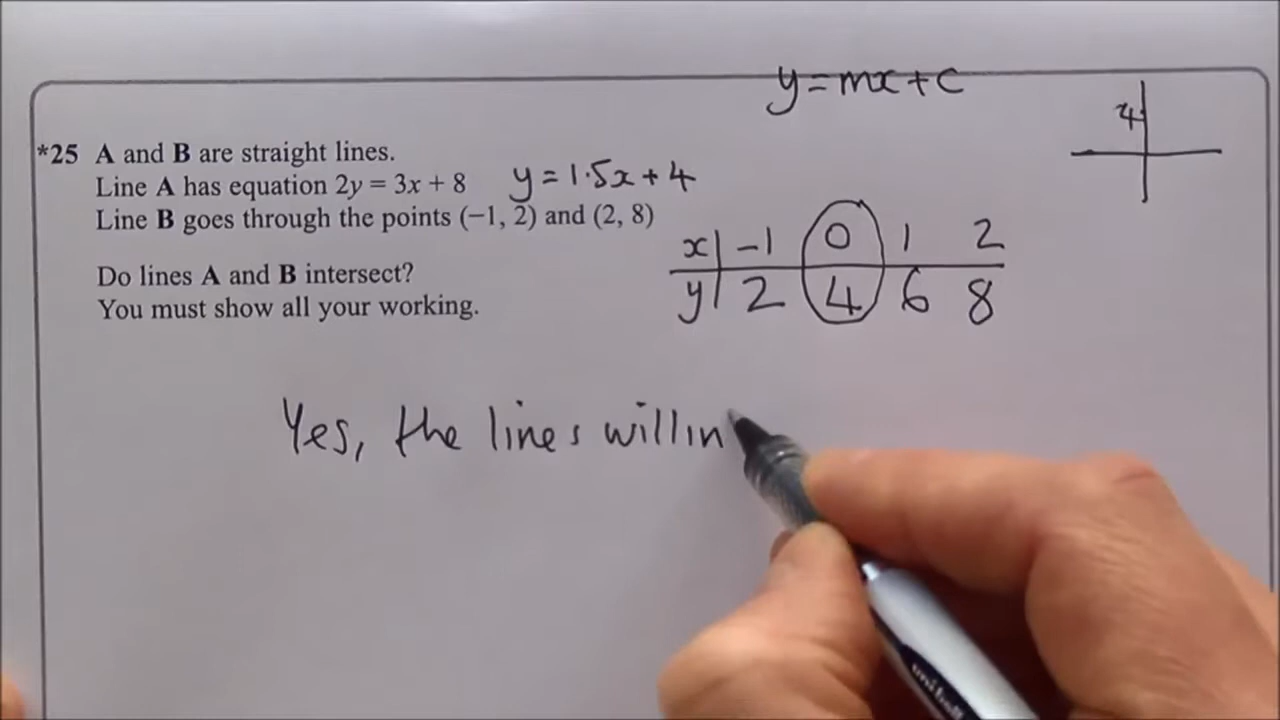 y = mx + c
4
*25 A and B are straight lines.
Line A has equation 2y = 3x + 8 y = 1.5x + 4
Line B goes through the points (−1, 2) and (2, 8)
x -1 0 1 2
y 2 4 6 8
Do lines A and B intersect?
You must show all your working.
Yes, the lines will in
uni-ball